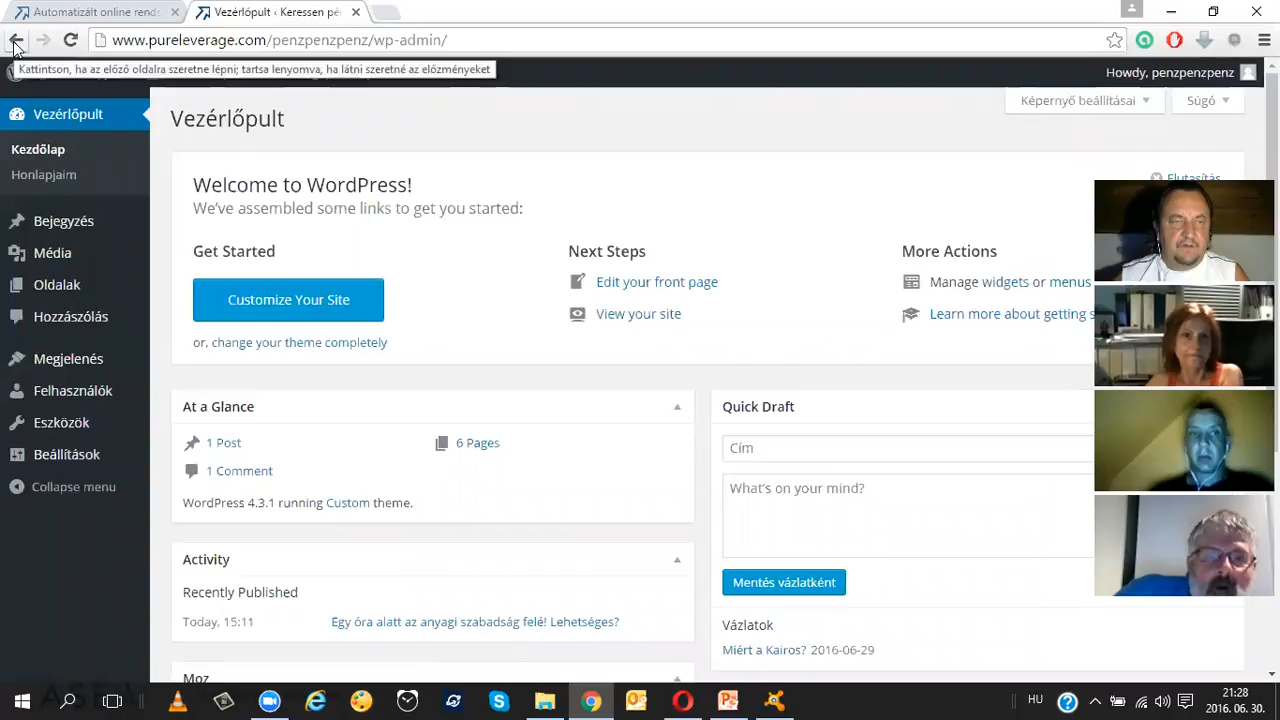 Automatizált online rends
Vezérlőpult ‹ Keressen pé
www.pureleverage.com/penzpenzpenz/wp-admin/
Kattintson, ha az előző oldalra szeretne lépni; tartsa lenyomva, ha látni szeretné az előzményeket
Howdy, penzpenzpenz
Vezérlőpult
Kezdőlap
Honlapjaim
Bejegyzés
Média
Oldalak
Hozzászólás
Megjelenés
Felhasználók
Eszközök
Beállítások
Collapse menu
Vezérlőpult
Képernyő beállításai
Súgó
Welcome to WordPress!
Elutasítás
We've assembled some links to get you started:
Get Started
Customize Your Site
or, change your theme completely
Next Steps
Edit your front page
View your site
More Actions
Manage widgets or menus
Learn more about getting s
At a Glance
1 Post
6 Pages
1 Comment
WordPress 4.3.1 running Custom theme.
Activity
Recently Published
Today, 15:11
Egy óra alatt az anyagi szabadság felé! Lehetséges?
Moz
Quick Draft
Cím
What's on your mind?
Mentés vázlatként
Vázlatok
Miért a Kairos? 2016-06-29
HU
21:28
2016. 06. 30.